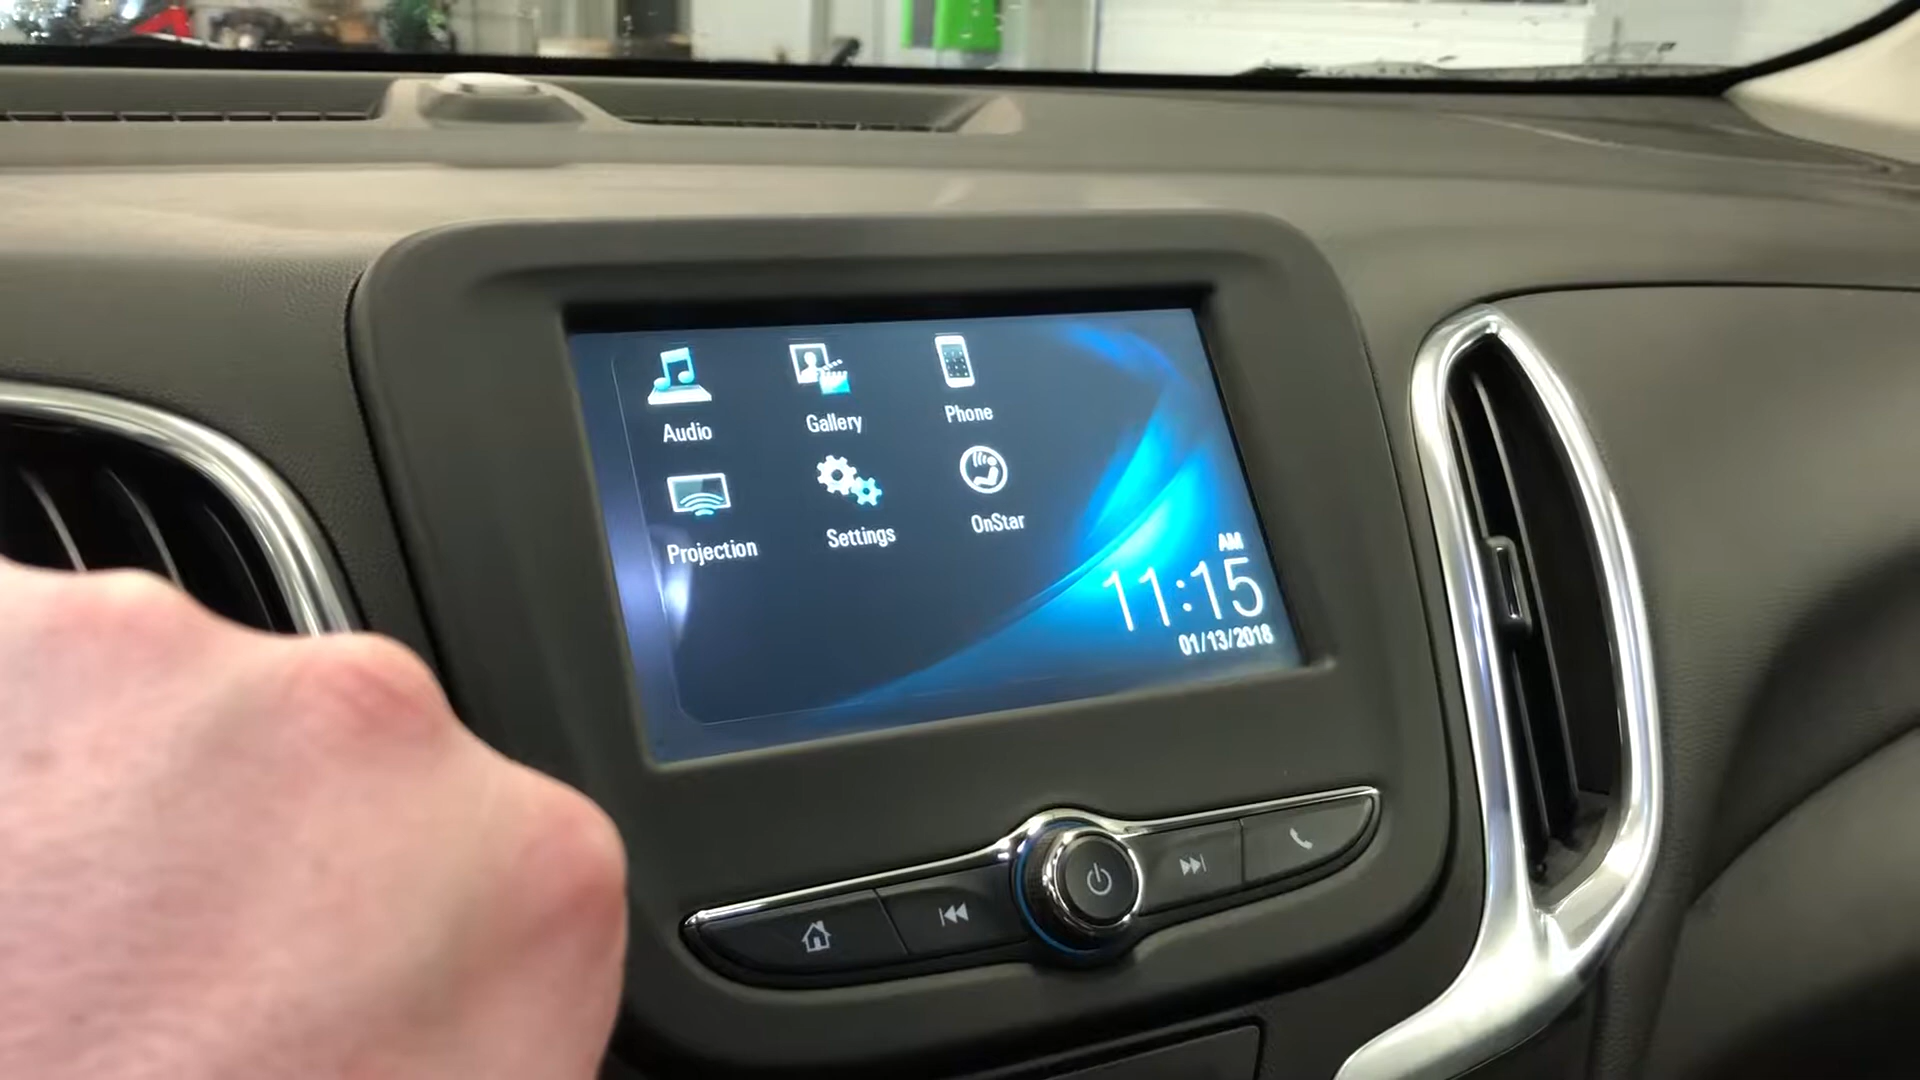 Audio
Gallery
Phone
Projection
Settings
OnStar
AM
11:15
01/13/2018